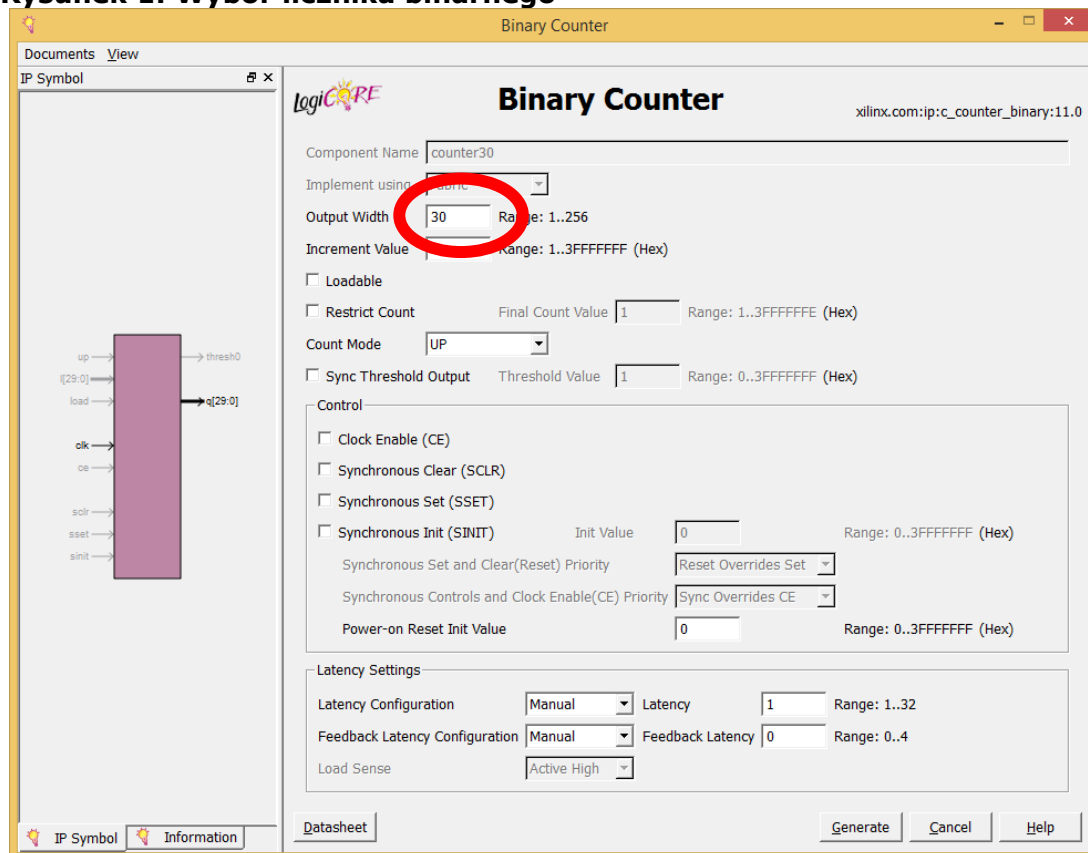 Rysunek 1. Wybór licznika binarnego
Binary Counter
Documents View
IP Symbol
up
l[29:0]
load
clk
ce
sclr
sset
sinit
thresh0
q[29:0]
IP Symbol Information
LogiCORE
Binary Counter
xilinx.com:ip:c_counter_binary:11.0
Component Name counter30
Implement using Fabric
Output Width 30 Range: 1..256
Increment Value Range: 1..3FFFFFFF (Hex)
Loadable
Restrict Count Final Count Value 1 Range: 1..3FFFFFFE (Hex)
Count Mode UP
Sync Threshold Output Threshold Value 1 Range: 0..3FFFFFFF (Hex)
Control
Clock Enable (CE)
Synchronous Clear (SCLR)
Synchronous Set (SSET)
Synchronous Init (SINIT) Init Value 0 Range: 0..3FFFFFFF (Hex)
Synchronous Set and Clear(Reset) Priority Reset Overrides Set
Synchronous Controls and Clock Enable(CE) Priority Sync Overrides CE
Power-on Reset Init Value 0 Range: 0..3FFFFFFF (Hex)
Latency Settings
Latency Configuration Manual Latency 1 Range: 1..32
Feedback Latency Configuration Manual Feedback Latency 0 Range: 0..4
Load Sense Active High
Datasheet Generate Cancel Help